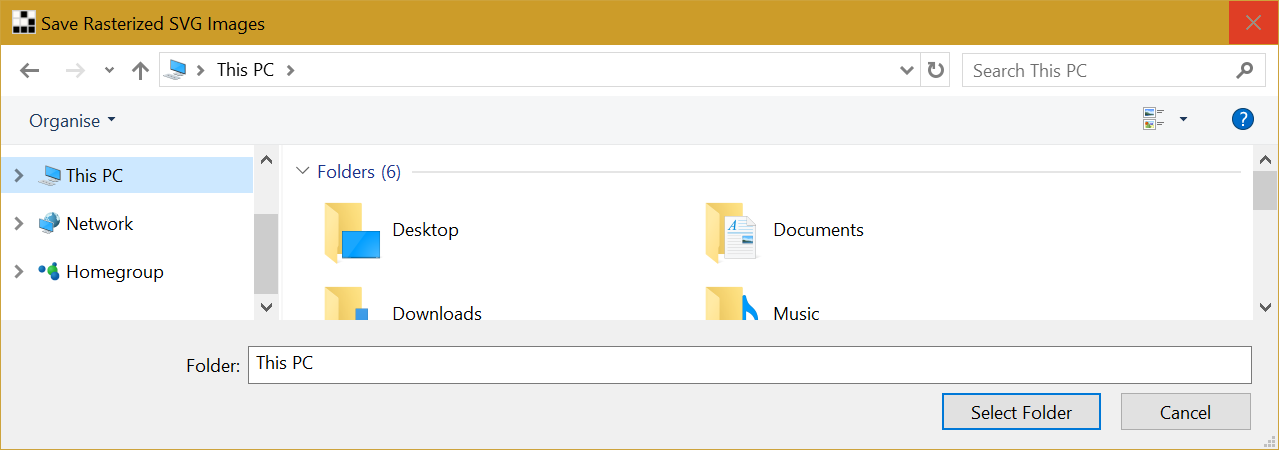 Save Rasterized SVG Images
This PC
Search This PC
Organise
?
This PC
Network
Homegroup
Folders (6)
Desktop
Documents
Downloads
Music
Folder: This PC
Select Folder
Cancel